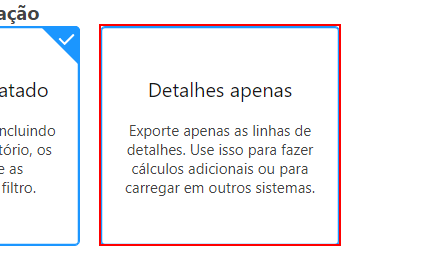 ação
atado
Detalhes apenas
ncluindo
tório, os
e as
filtro.
Exporte apenas as linhas de
detalhes. Use isso para fazer
cálculos adicionais ou para
carregar em outros sistemas.